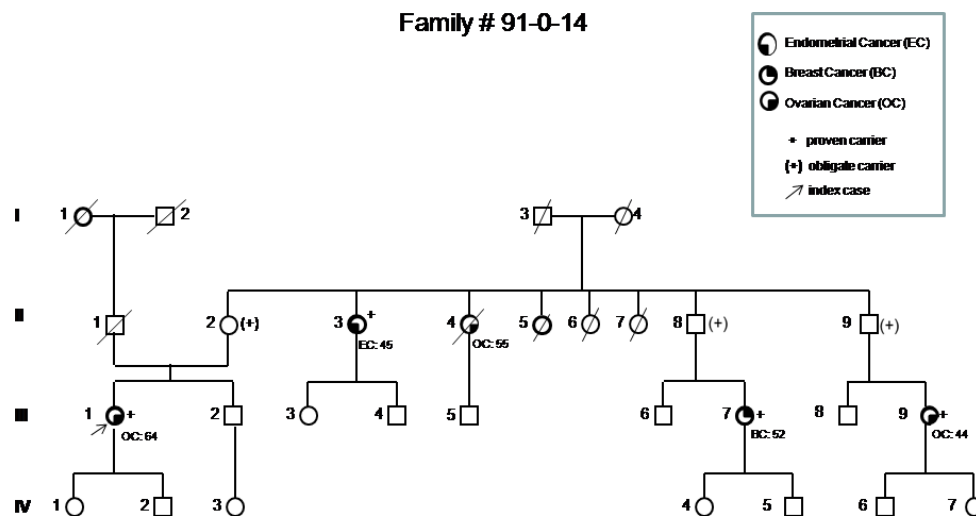 Family # 91-0-14
Endometrial Cancer (EC)
Breast Cancer (BC)
Ovarian Cancer (OC)
+ proven carrier
(+) obligate carrier
index case
I 1 2 3 4
II 1 2 (+) 3 + 4 5 6 7 8 (+) 9 (+)
EC: 45 OC: 55
III 1 + 2 3 4 5 6 7 + 8 9 +
OC: 64 BC: 52 OC: 44
IV 1 2 3 4 5 6 7